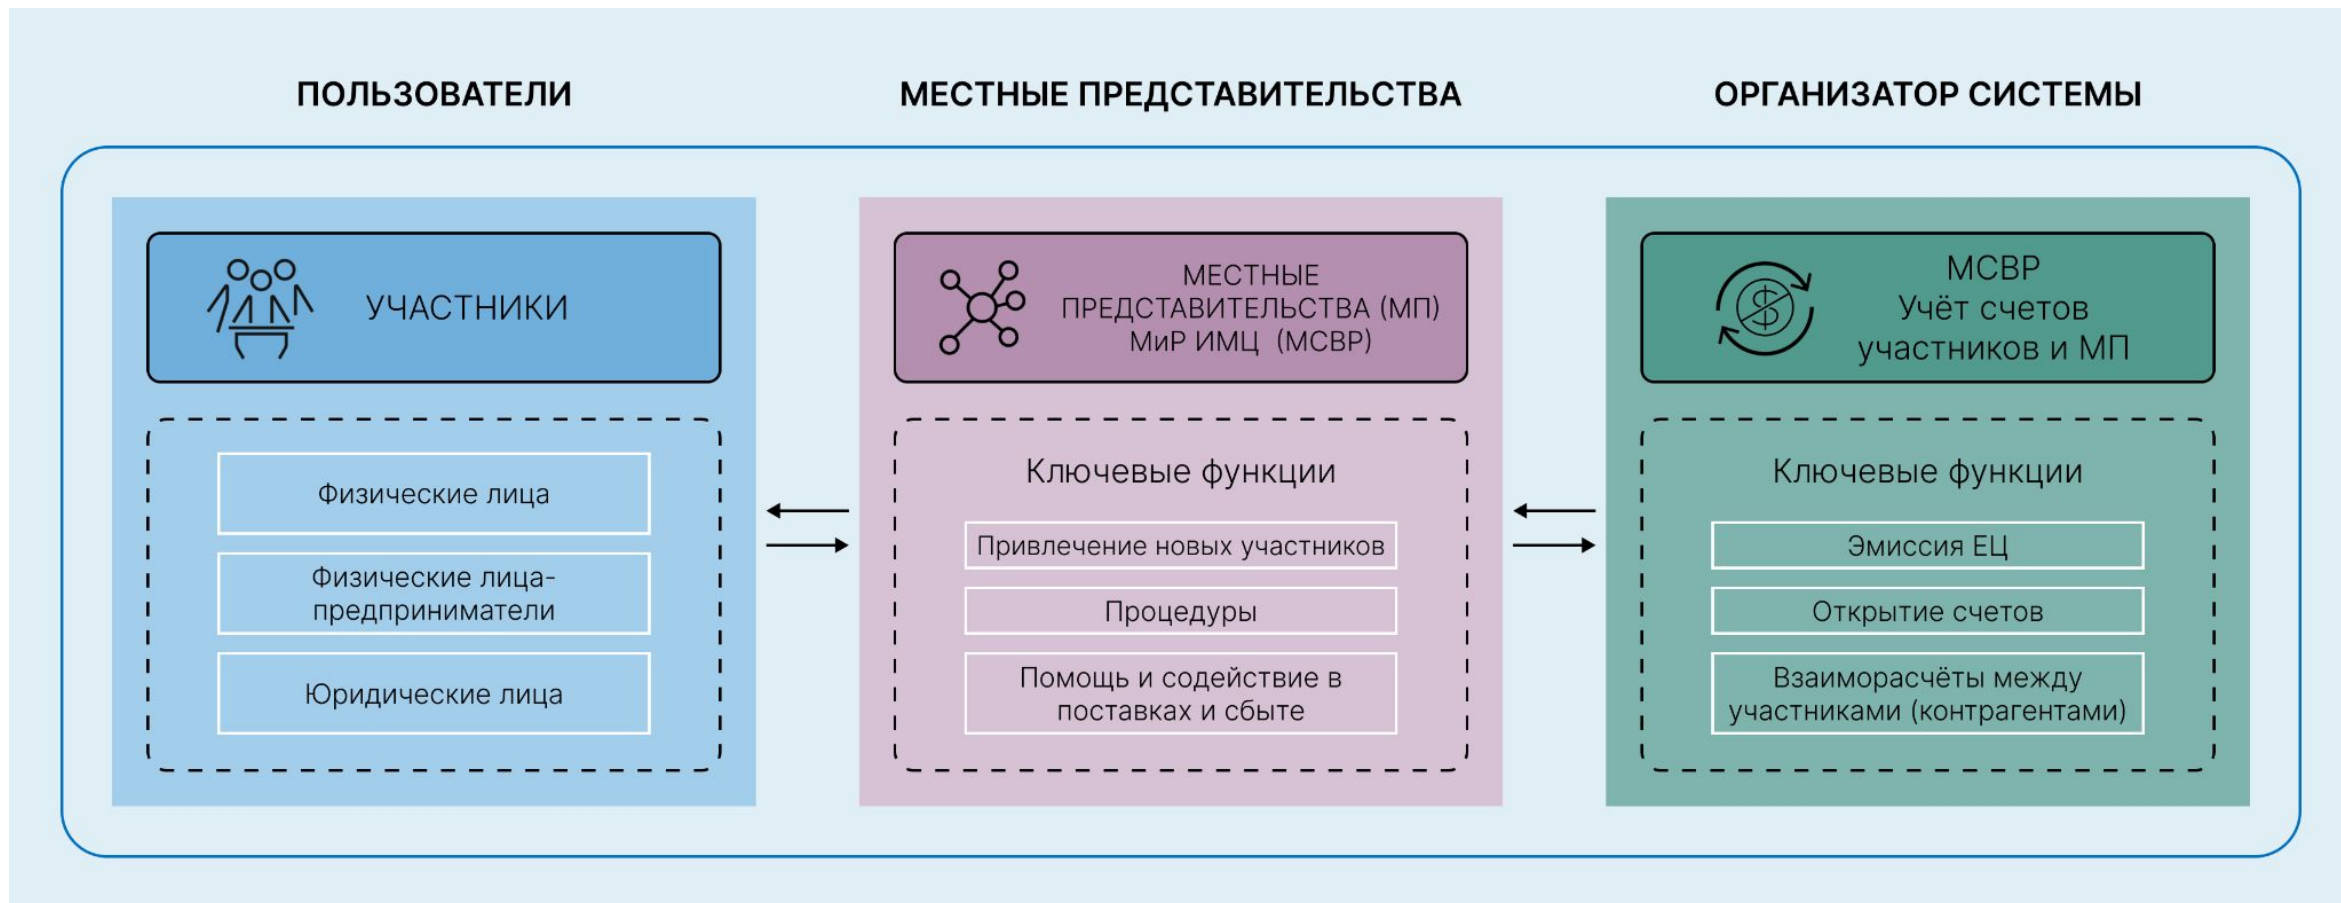 ПОЛЬЗОВАТЕЛИ
МЕСТНЫЕ ПРЕДСТАВИТЕЛЬСТВА
ОРГАНИЗАТОР СИСТЕМЫ
УЧАСТНИКИ
Физические лица
Физические лица-
предприниматели
Юридические лица
МЕСТНЫЕ
ПРЕДСТАВИТЕЛЬСТВА (МП)
МиР ИМЦ (МСВР)
Ключевые функции
Привлечение новых участников
Процедуры
Помощь и содействие в
поставках и сбыте
МСВР
Учёт счетов
участников и МП
Ключевые функции
Эмиссия ЕЦ
Открытие счетов
Взаиморасчёты между
участниками (контрагентами)